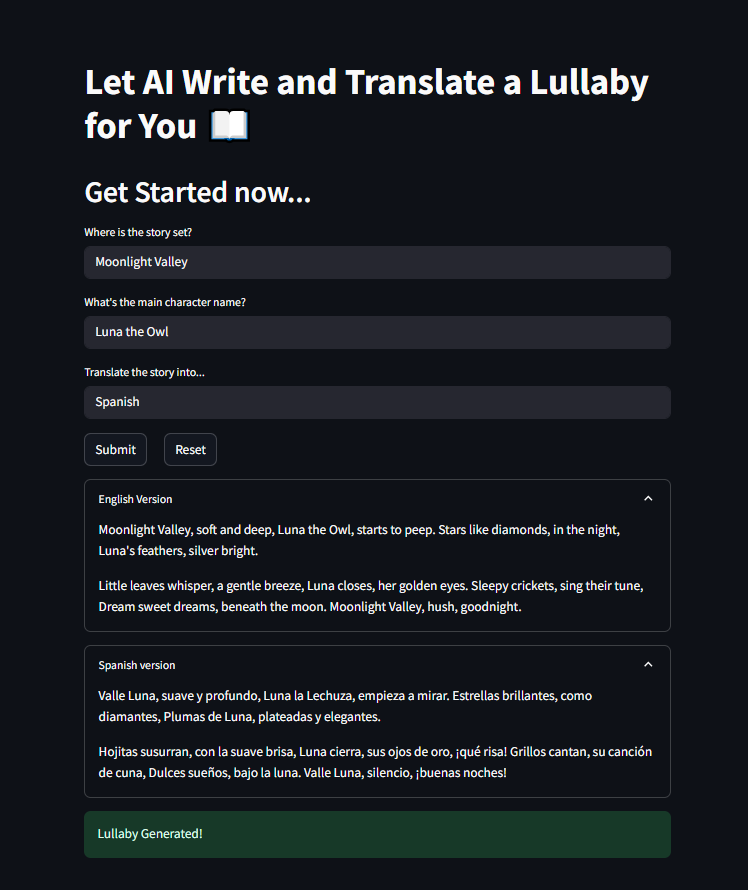 Let AI Write and Translate a Lullaby
for You 📖
Get Started now...
Where is the story set?
Moonlight Valley
What's the main character name?
Luna the Owl
Translate the story into...
Spanish
Submit Reset
English Version
Moonlight Valley, soft and deep, Luna the Owl, starts to peep. Stars like diamonds, in the night,
Luna's feathers, silver bright.
Little leaves whisper, a gentle breeze, Luna closes, her golden eyes. Sleepy crickets, sing their tune,
Dream sweet dreams, beneath the moon. Moonlight Valley, hush, goodnight.
Spanish version
Valle Luna, suave y profundo, Luna la Lechuza, empieza a mirar. Estrellas brillantes, como
diamantes, Plumas de Luna, plateadas y elegantes.
Hojitas susurran, con la suave brisa, Luna cierra, sus ojos de oro, ¡qué risa! Grillos cantan, su canción
de cuna, Dulces sueños, bajo la luna. Valle Luna, silencio, ¡buenas noches!
Lullaby Generated!